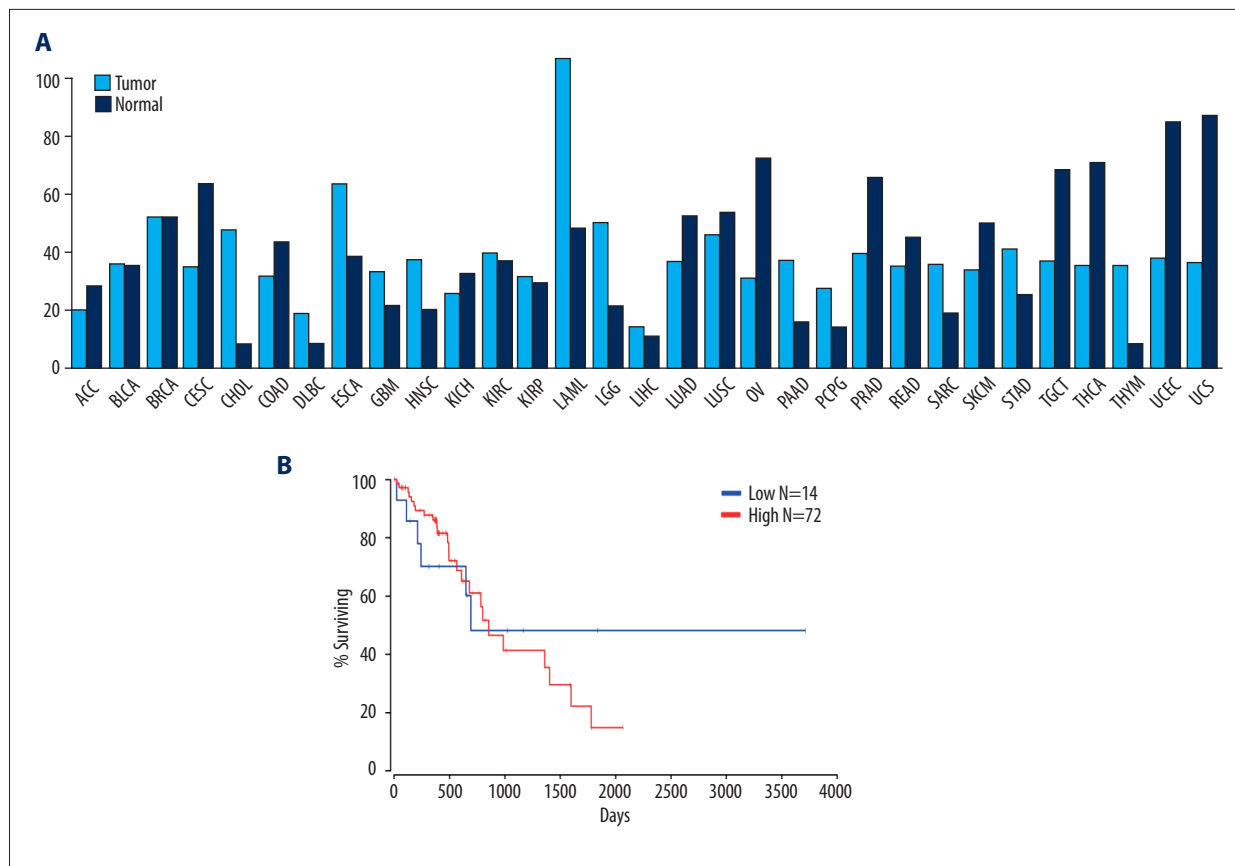 A
Tumor
Normal
100
80
60
40
20
0
ACC BLCA BRCA CESC CHOL COAD DLBC ESCA GBM HNSC KICH KIRC KIRP LAML LGG LIHC LUAD LUSC OV PAAD PCPG PRAD READ SARC SKCM STAD TGCT THCA THYM UCEC UCS
B
Low N=14
High N=72
% Surviving
100
80
60
40
20
0
0 500 1000 1500 2000 2500 3000 3500 4000
Days